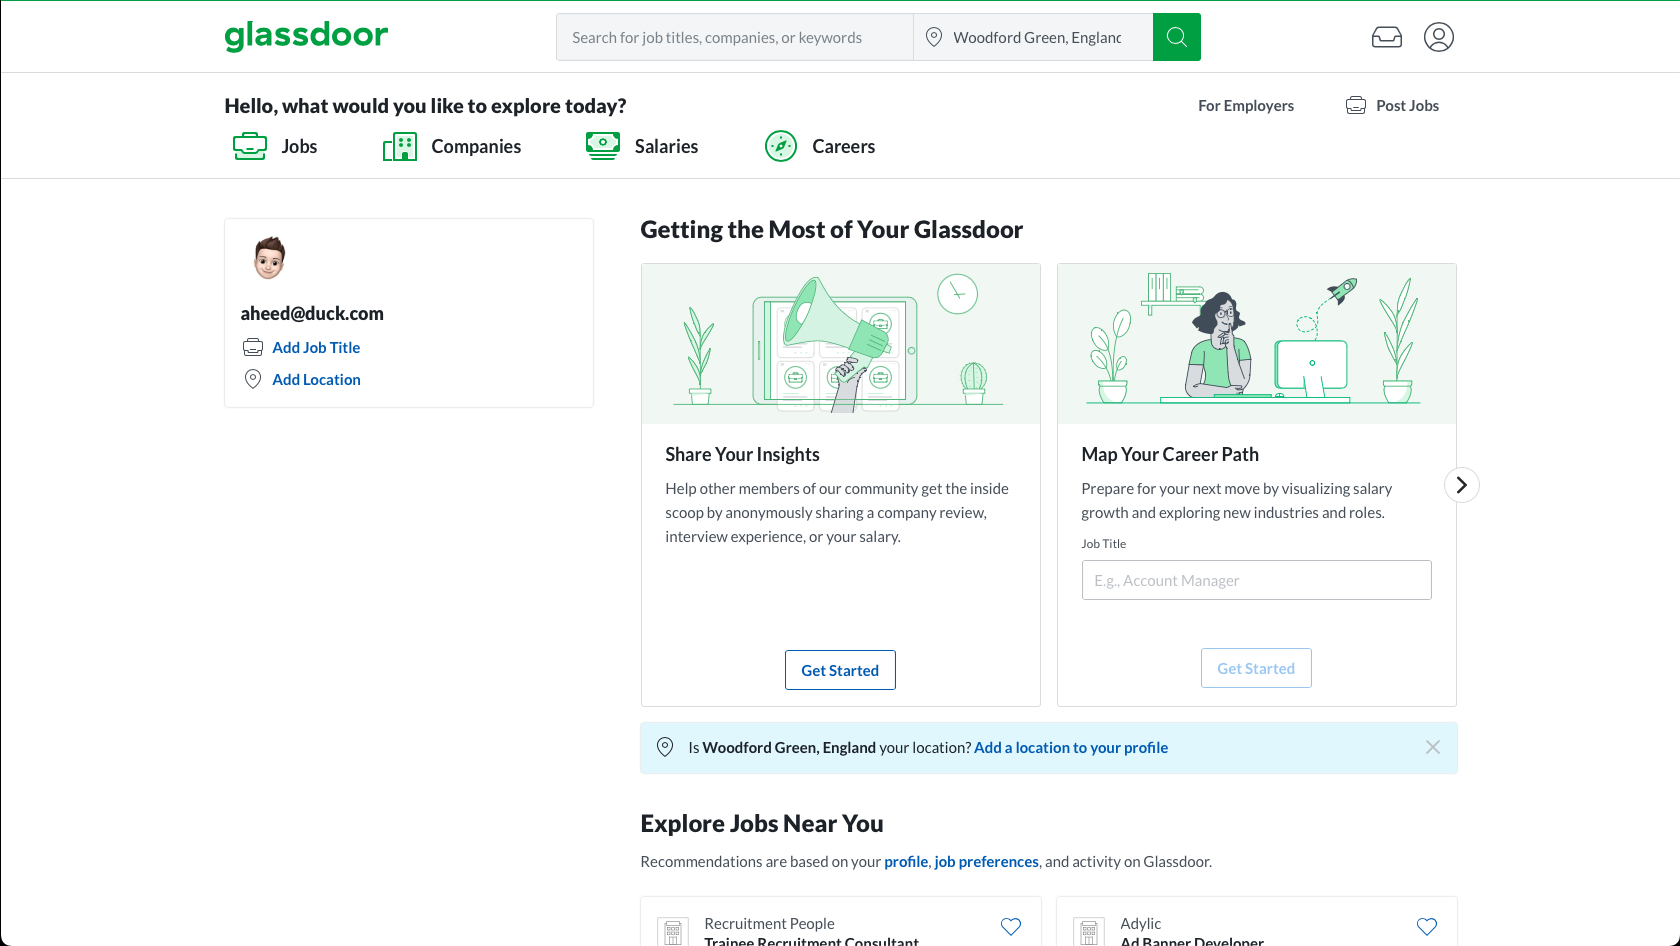 glassdoor
Search for job titles, companies, or keywords
Woodford Green, Englanc
Hello, what would you like to explore today?
For Employers
Post Jobs
Jobs
Companies
Salaries
Careers
aheed@duck.com
Add Job Title
Add Location
Getting the Most of Your Glassdoor
Share Your Insights
Help other members of our community get the inside
scoop by anonymously sharing a company review,
interview experience, or your salary.
Get Started
Map Your Career Path
Prepare for your next move by visualizing salary
growth and exploring new industries and roles.
Job Title
E.g., Account Manager
Get Started
Is Woodford Green, England your location? Add a location to your profile
Explore Jobs Near You
Recommendations are based on your profile, job preferences, and activity on Glassdoor.
Recruitment People
Trainee Recruitment Consultant
Adylic
Ad Banner Developer